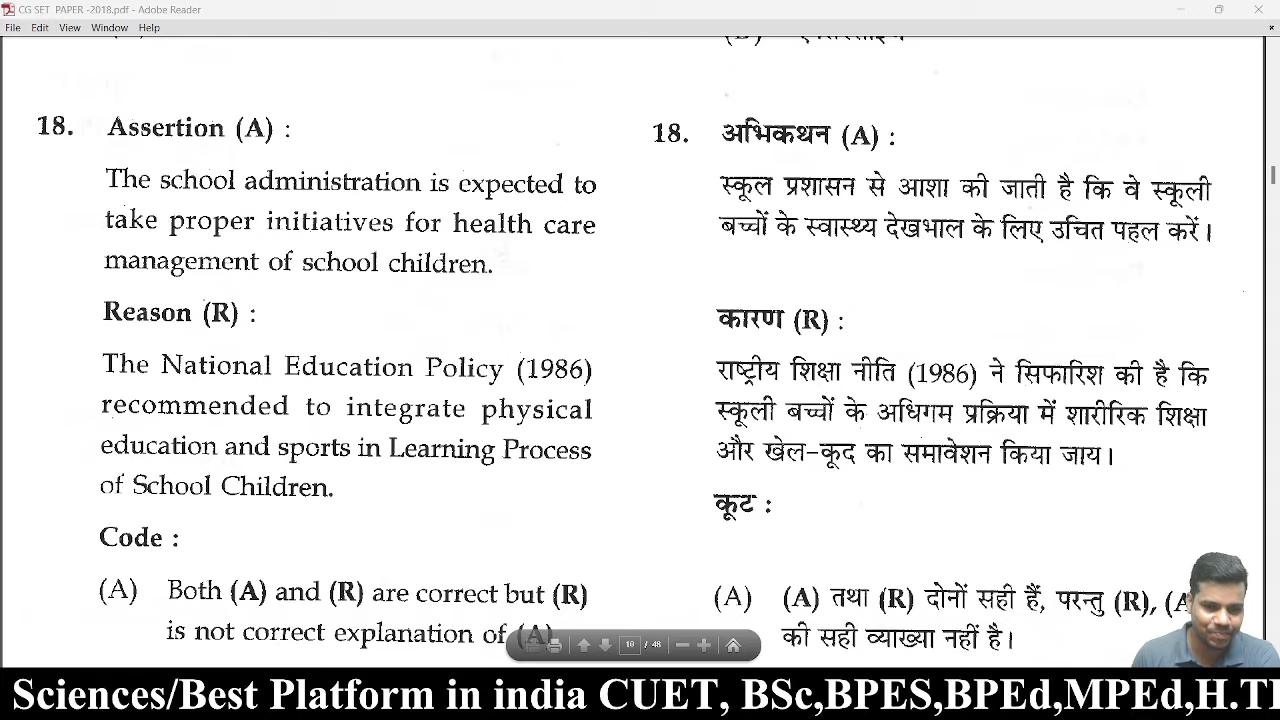 CG SET PAPER -2018.pdf - Adobe Reader
File Edit View Window Help
18. Assertion (A) :
The school administration is expected to
take proper initiatives for health care
management of school children.
Reason (R) :
The National Education Policy (1986)
recommended to integrate physical
education and sports in Learning Process
of School Children.
Code :
(A) Both (A) and (R) are correct but (R)
is not correct explanation of (A)
18. अभिकथन (A) :
स्कूल प्रशासन से आशा की जाती है कि वे स्कूली
बच्चों के स्वास्थ्य देखभाल के लिए उचित पहल करें।
कारण (R) :
राष्ट्रीय शिक्षा नीति (1986) ने सिफारिश की है कि
स्कूली बच्चों के अधिगम प्रक्रिया में शारीरिक शिक्षा
और खेल-कूद का समावेशन किया जाय।
कूट :
(A) (A) तथा (R) दोनों सही हैं, परन्तु (R), (A
की सही व्याख्या नहीं है।
10 / 48
Sciences/Best Platform in india CUET, BSc,BPES,BPEd,MPEd,H.TE